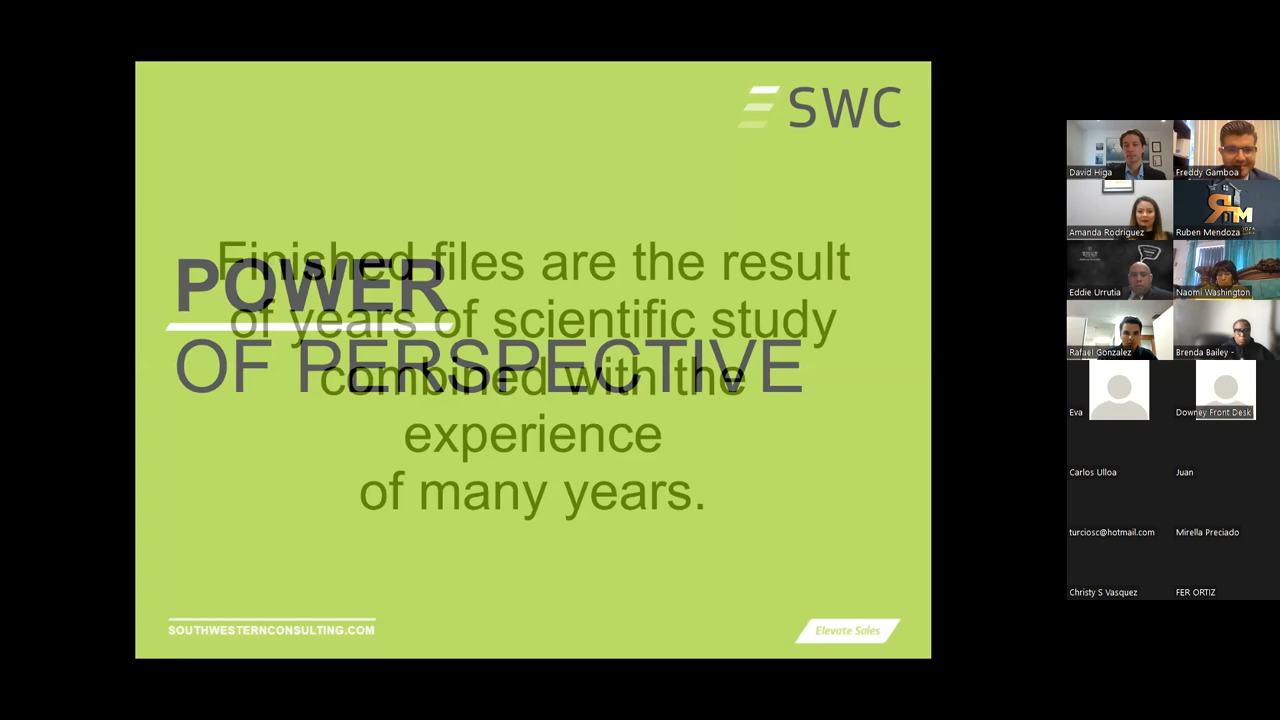 SWC
POWER
OF PERSPECTIVE
Finished files are the result
of years of scientific study
combined with the
experience
of many years.
SOUTHWESTERNCONSULTING.COM
Elevate Sales
David Higa
Freddy Gamboa
Amanda Rodriguez
Ruben Mendoza
Eddie Urrutia
Naomi Washington
Rafael Gonzalez
Brenda Bailey -
Eva
Downey Front Desk
Carlos Ulloa
Juan
turciosc@hotmail.com
Mirella Preciado
Christy S Vasquez
FER ORTIZ